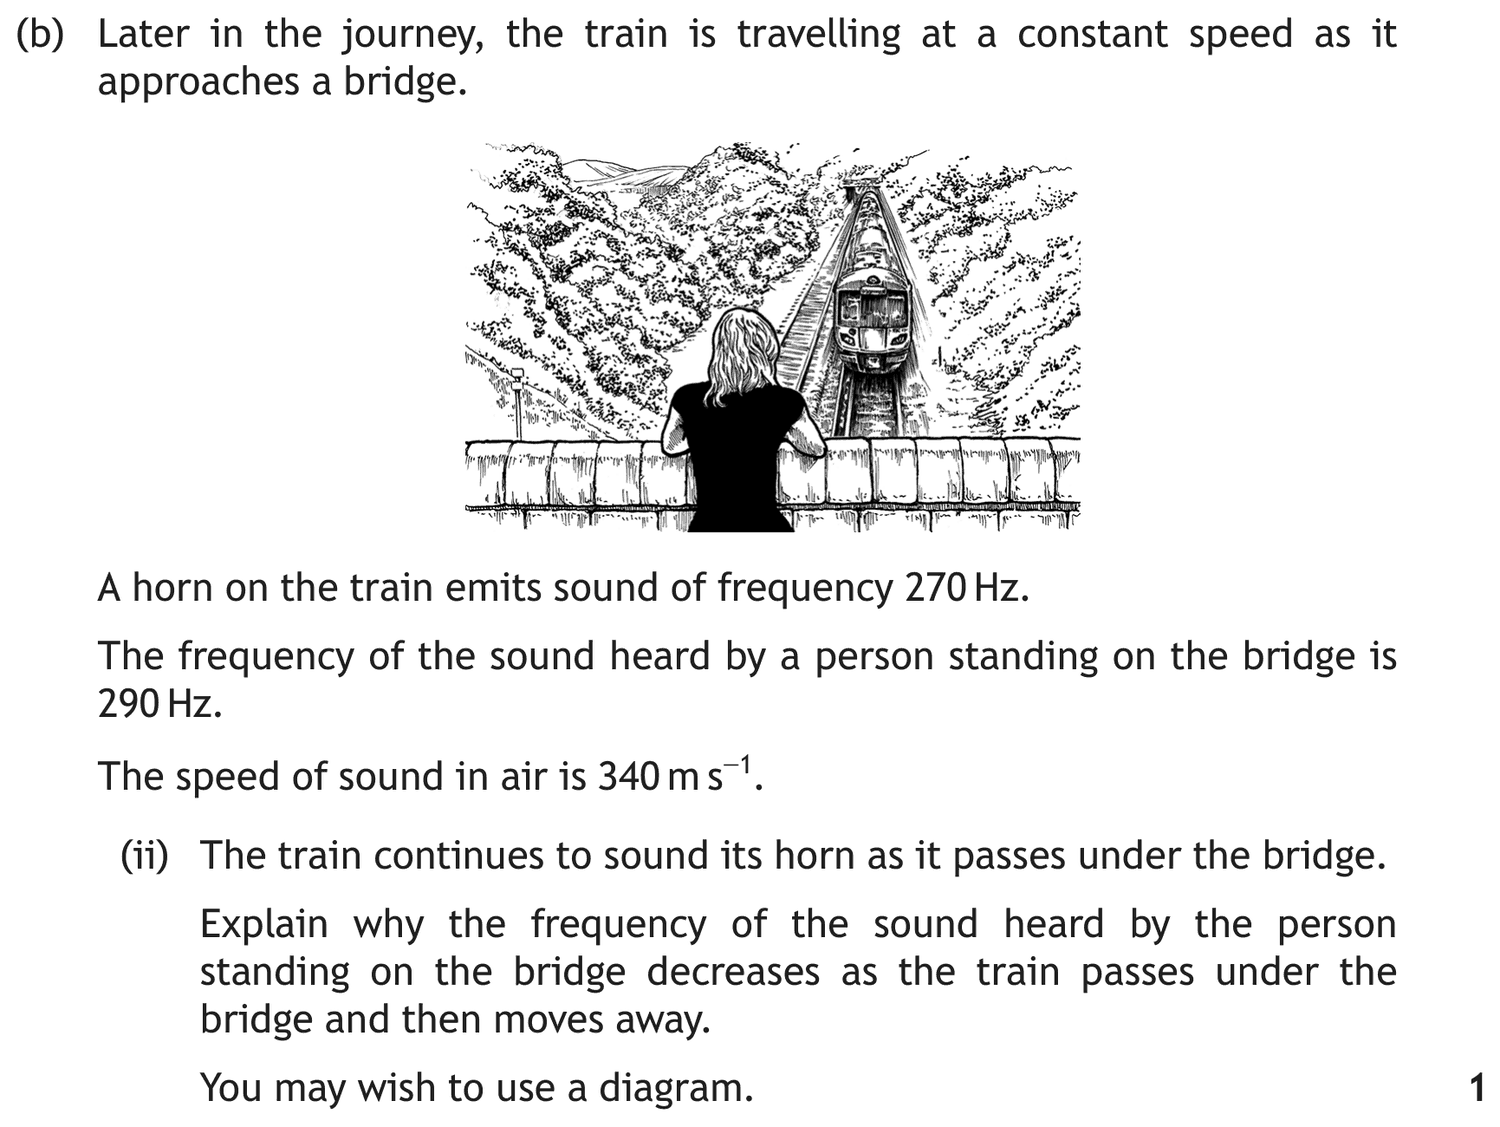 (b) Later in the journey, the train is travelling at a constant speed as it
approaches a bridge.
A horn on the train emits sound of frequency 270 Hz.
The frequency of the sound heard by a person standing on the bridge is
290 Hz.
The speed of sound in air is 340 m s⁻¹.
(ii) The train continues to sound its horn as it passes under the bridge.
Explain why the frequency of the sound heard by the person
standing on the bridge decreases as the train passes under the
bridge and then moves away.
You may wish to use a diagram. 1